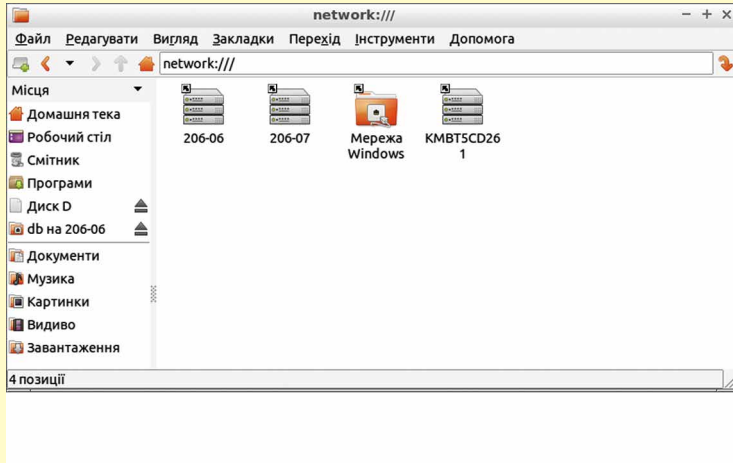 network:///
Файл Редагувати Вигляд Закладки Перехід Інструменти Допомога
network:///
Місця
Домашня тека
Робочий стіл
Смітник
Програми
Диск D
db на 206-06
Документи
Музика
Картинки
Видиво
Завантаження
206-06
206-07
Мережа
Windows
KMBT5CD26
1
4 позиції